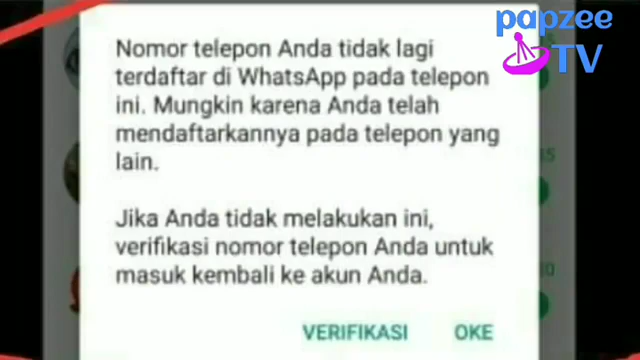 papzee
TV
Nomor telepon Anda tidak lagi
terdaftar di WhatsApp pada telepon
ini. Mungkin karena Anda telah
mendaftarkannya pada telepon yang
lain.
Jika Anda tidak melakukan ini,
verifikasi nomor telepon Anda untuk
masuk kembali ke akun Anda.
VERIFIKASI OKE